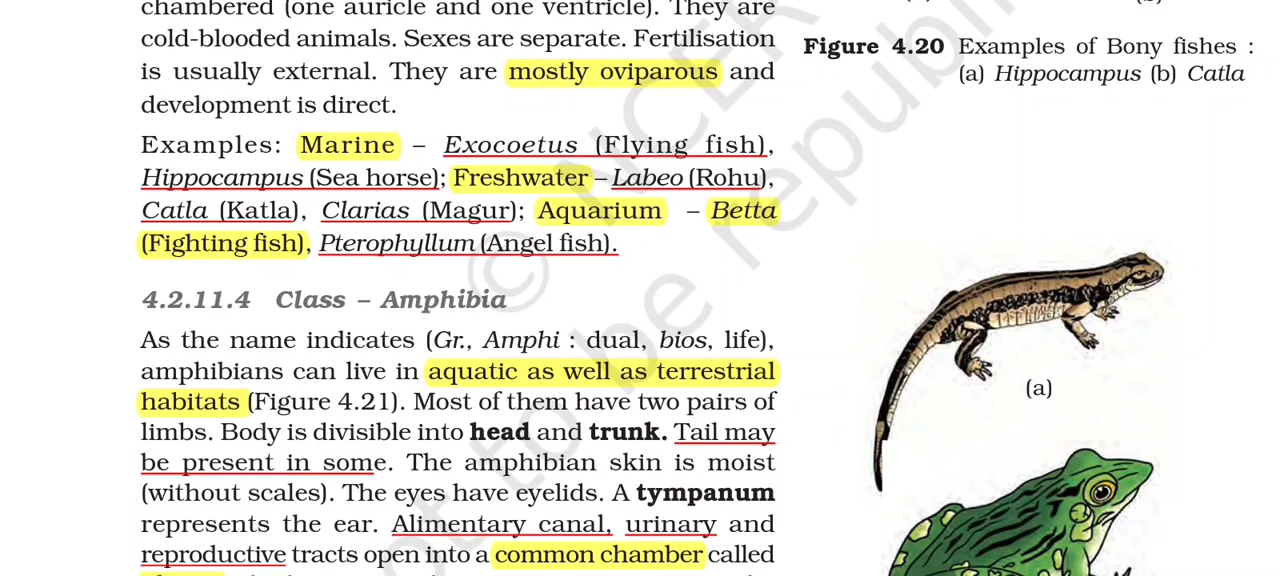 chambered (one auricle and one ventricle). They are
cold-blooded animals. Sexes are separate. Fertilisation
is usually external. They are mostly oviparous and
development is direct.
Examples: Marine – Exocoetus (Flying fish),
Hippocampus (Sea horse); Freshwater – Labeo (Rohu),
Catla (Katla), Clarias (Magur); Aquarium – Betta
(Fighting fish), Pterophyllum (Angel fish).
4.2.11.4 Class – Amphibia
As the name indicates (Gr., Amphi : dual, bios, life),
amphibians can live in aquatic as well as terrestrial
habitats (Figure 4.21). Most of them have two pairs of
limbs. Body is divisible into head and trunk. Tail may
be present in some. The amphibian skin is moist
(without scales). The eyes have eyelids. A tympanum
represents the ear. Alimentary canal, urinary and
reproductive tracts open into a common chamber called
Figure 4.20 Examples of Bony fishes :
(a) Hippocampus (b) Catla
(a)
© NCER
not to be republi